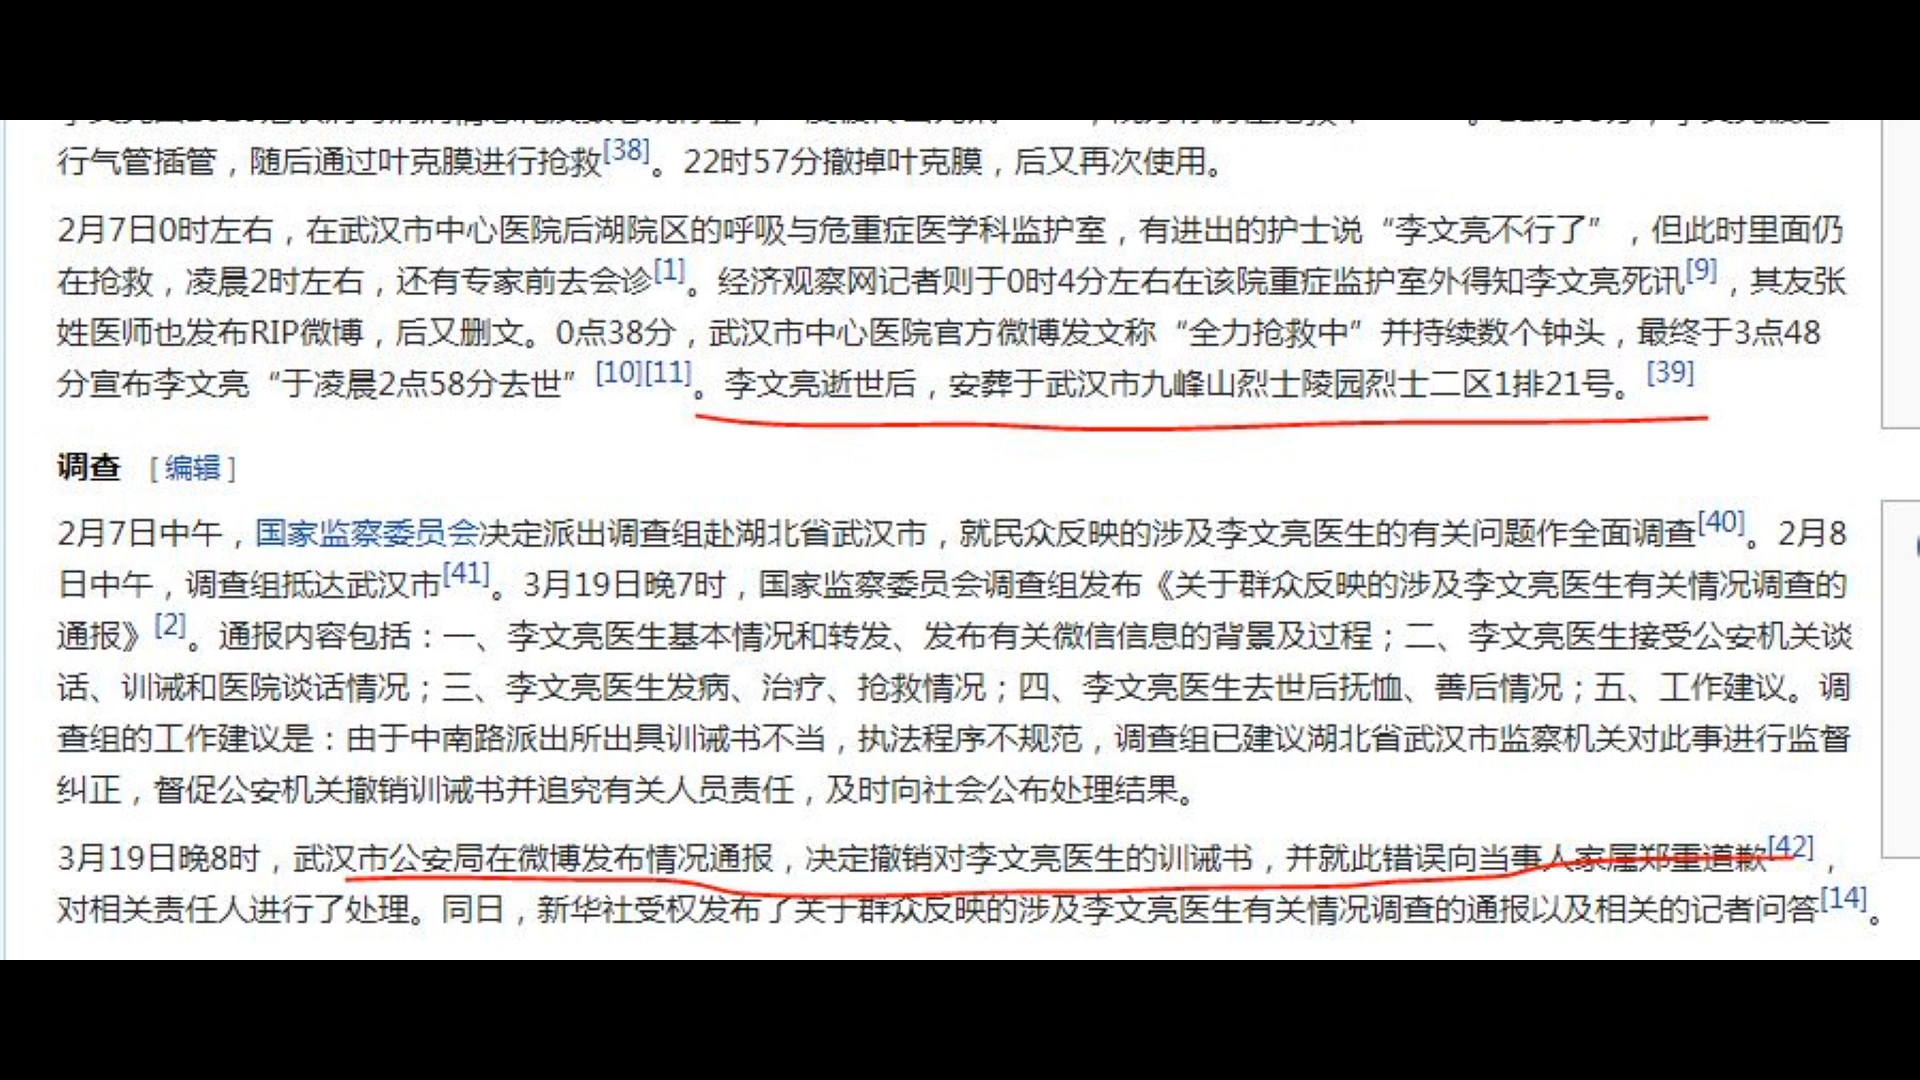 行气管插管，随后通过叶克膜进行抢救[38]。22时57分撤掉叶克膜，后又再次使用。
2月7日0时左右，在武汉市中心医院后湖院区的呼吸与危重症医学科监护室，有进出的护士说“李文亮不行了”，但此时里面仍
在抢救，凌晨2时左右，还有专家前去会诊[1]。经济观察网记者则于0时4分左右在该院重症监护室外得知李文亮死讯[9]，其友张
姓医师也发布RIP微博，后又删文。0点38分，武汉市中心医院官方微博发文称“全力抢救中”并持续数个钟头，最终于3点48
分宣布李文亮“于凌晨2点58分去世”[10][11]。李文亮逝世后，安葬于武汉市九峰山烈士陵园烈士二区1排21号。[39]
调查 [编辑]
2月7日中午，国家监察委员会决定派出调查组赴湖北省武汉市，就民众反映的涉及李文亮医生的有关问题作全面调查[40]。2月8
日中午，调查组抵达武汉市[41]。3月19日晚7时，国家监察委员会调查组发布《关于群众反映的涉及李文亮医生有关情况调查的
通报》[2]。通报内容包括：一、李文亮医生基本情况和转发、发布有关微信信息的背景及过程；二、李文亮医生接受公安机关谈
话、训诫和医院谈话情况；三、李文亮医生发病、治疗、抢救情况；四、李文亮医生去世后抚恤、善后情况；五、工作建议。调
查组的工作建议是：由于中南路派出所出具训诫书不当，执法程序不规范，调查组已建议湖北省武汉市监察机关对此事进行监督
纠正，督促公安机关撤销训诫书并追究有关人员责任，及时向社会公布处理结果。
3月19日晚8时，武汉市公安局在微博发布情况通报，决定撤销对李文亮医生的训诫书，并就此错误向当事人家属郑重道歉[42]，
对相关责任人进行了处理。同日，新华社受权发布了关于群众反映的涉及李文亮医生有关情况调查的通报以及相关的记者问答[14]。